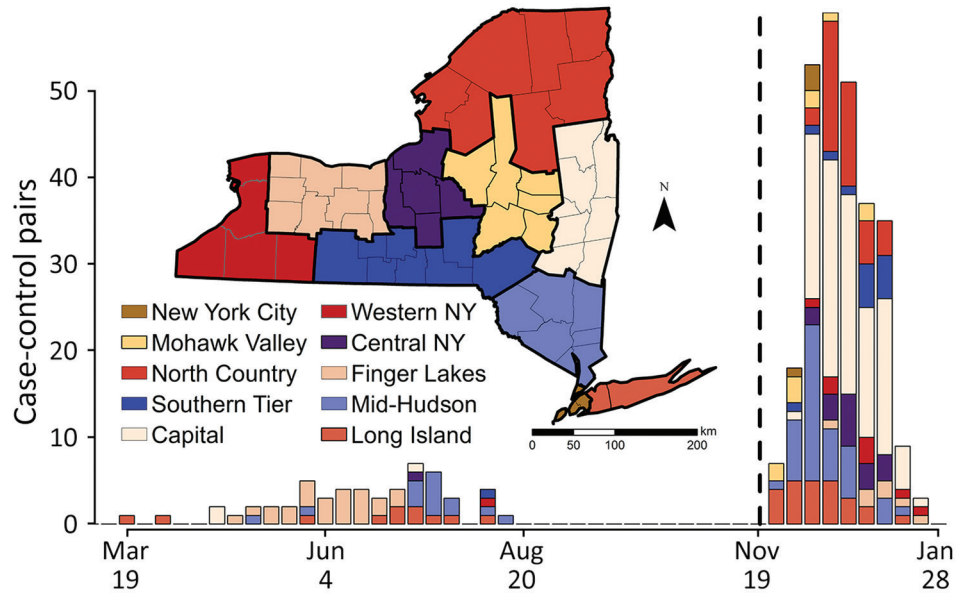 Case-control pairs
50
40
30
20
10
0
N
New York City
Western NY
Mohawk Valley
Central NY
North Country
Finger Lakes
Southern Tier
Mid-Hudson
Capital
Long Island
km
0 50 100 200
Mar
19
Jun
4
Aug
20
Nov
19
Jan
28